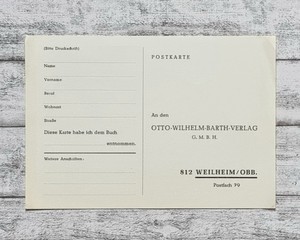 (Bitte Druckschrift)
Name
Vorname
Beruf
Wohnort
Straße
Diese Karte habe ich dem Buch
entnommen.
Weitere Anschriften:
POSTKARTE
An den
OTTO-WILHELM-BARTH-VERLAG
G. M. B. H.
812 WEILHEIM/OBB.
Postfach 79